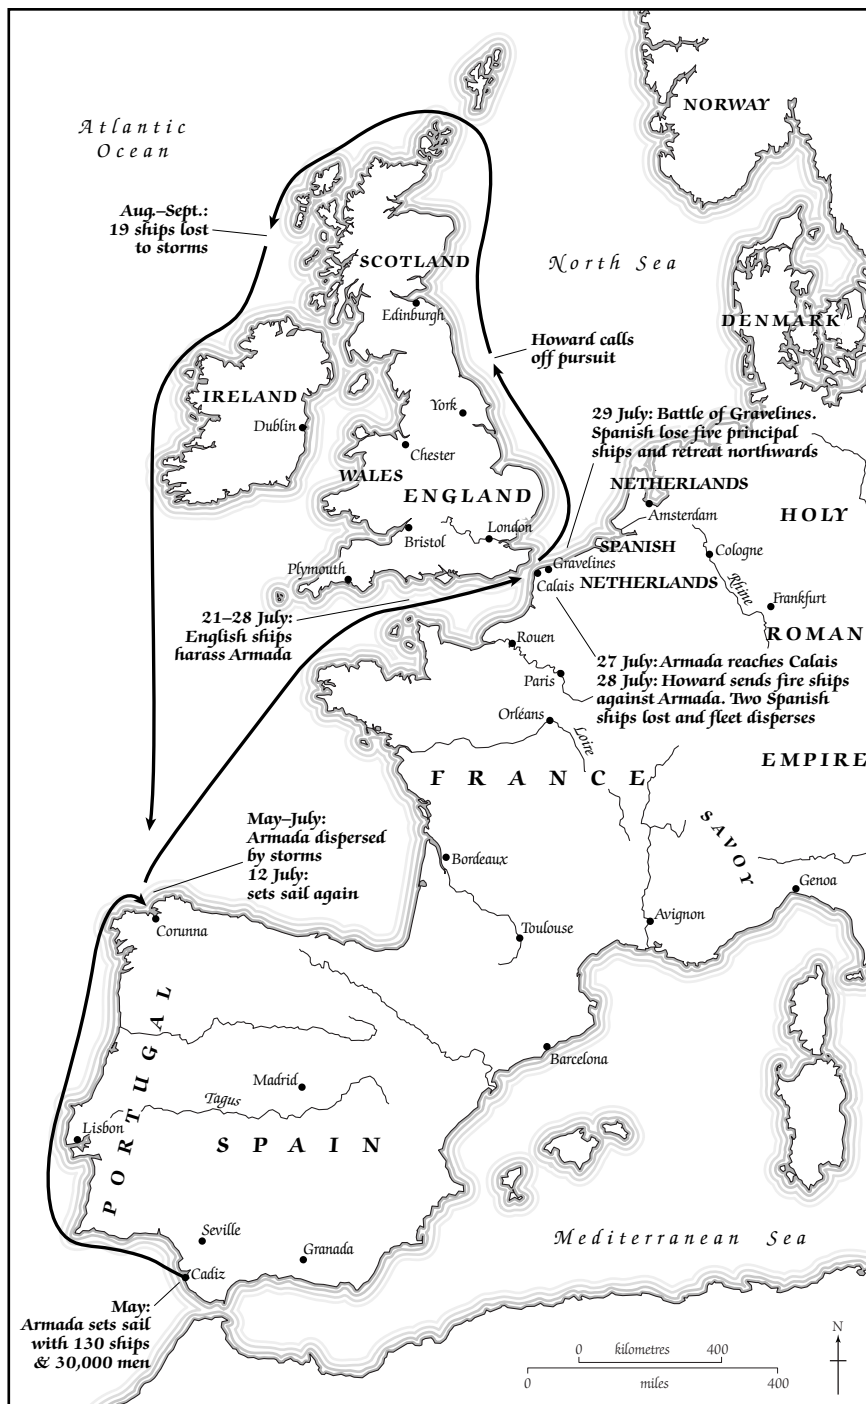 NORWAY
Atlantic
Ocean
Aug.–Sept.:
19 ships lost
to storms
SCOTLAND
North Sea
Edinburgh
DENMARK
Howard calls
off pursuit
IRELAND
York
Dublin
29 July: Battle of Gravelines.
Spanish lose five principal
ships and retreat northwards
Chester
WALES
ENGLAND
NETHERLANDS
Amsterdam
HOLY
London
Bristol
SPANISH
Cologne
Gravelines
Plymouth
Calais
NETHERLANDS
Rhine
Frankfurt
21–28 July:
English ships
harass Armada
ROMAN
Rouen
27 July: Armada reaches Calais
28 July: Howard sends fire ships
against Armada. Two Spanish
ships lost and fleet disperses
Paris
Orléans
Loire
EMPIRE
FRANCE
SAVOY
May–July:
Armada dispersed
by storms
12 July:
sets sail again
Bordeaux
Genoa
Corunna
Toulouse
Avignon
PORTUGAL
Barcelona
Madrid
Tagus
Lisbon
SPAIN
Seville
Granada
Mediterranean Sea
Cadiz
May:
Armada sets sail
with 130 ships
& 30,000 men
N
0 kilometres 400
0 miles 400